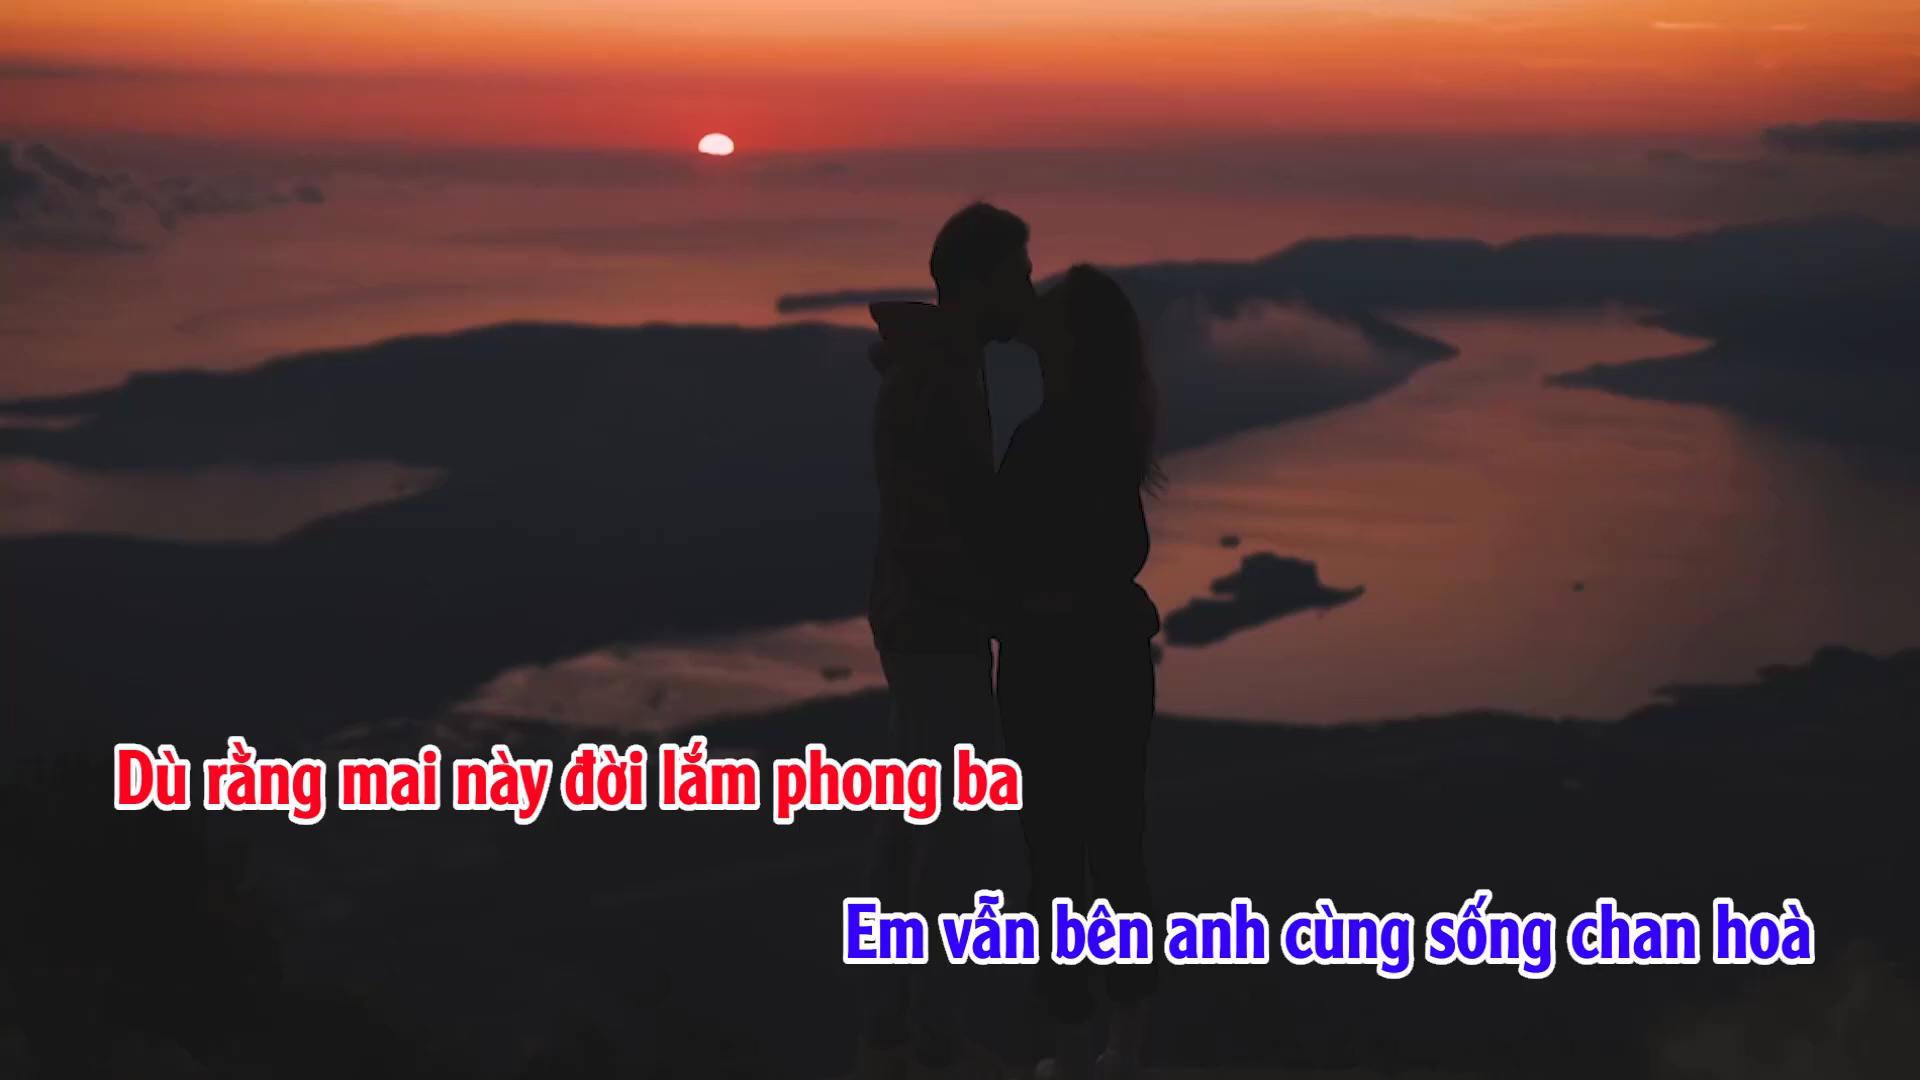 Dù rằng mai này đời lắm phong ba
Em vẫn bên anh cùng sống chan hoà